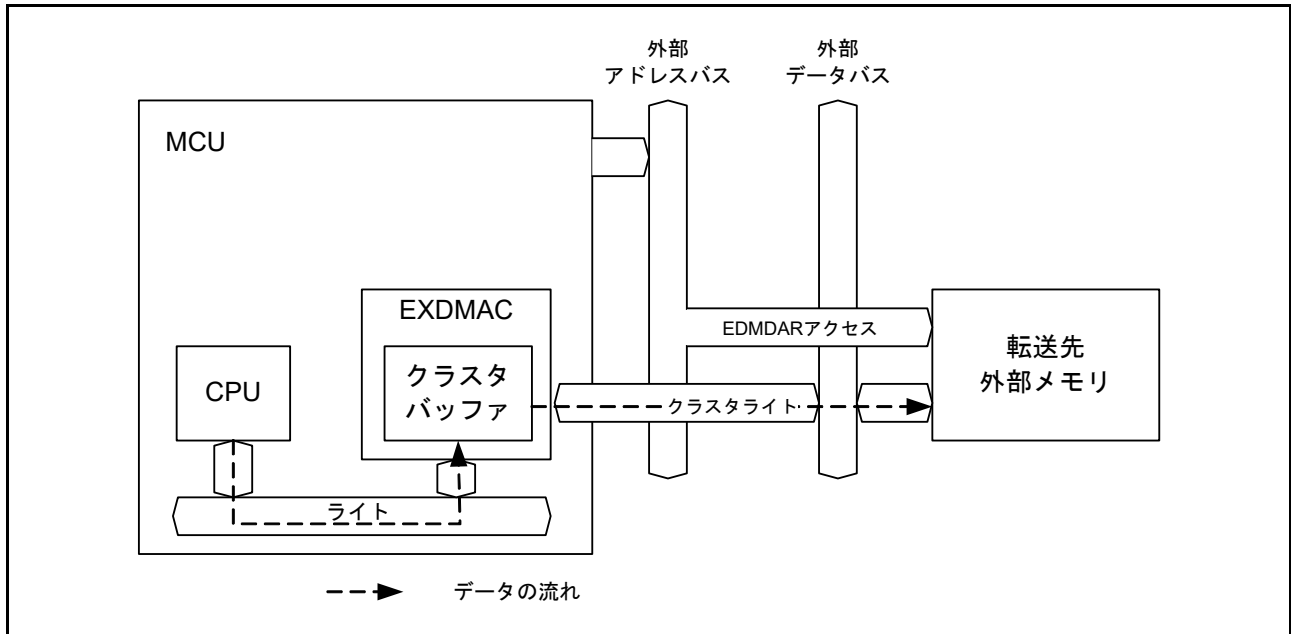 外部
アドレスバス
外部
データバス
MCU
EXDMAC
EDMDARアクセス
転送先
外部メモリ
CPU
クラスタ
バッファ
クラスタライト
ライト
データの流れ